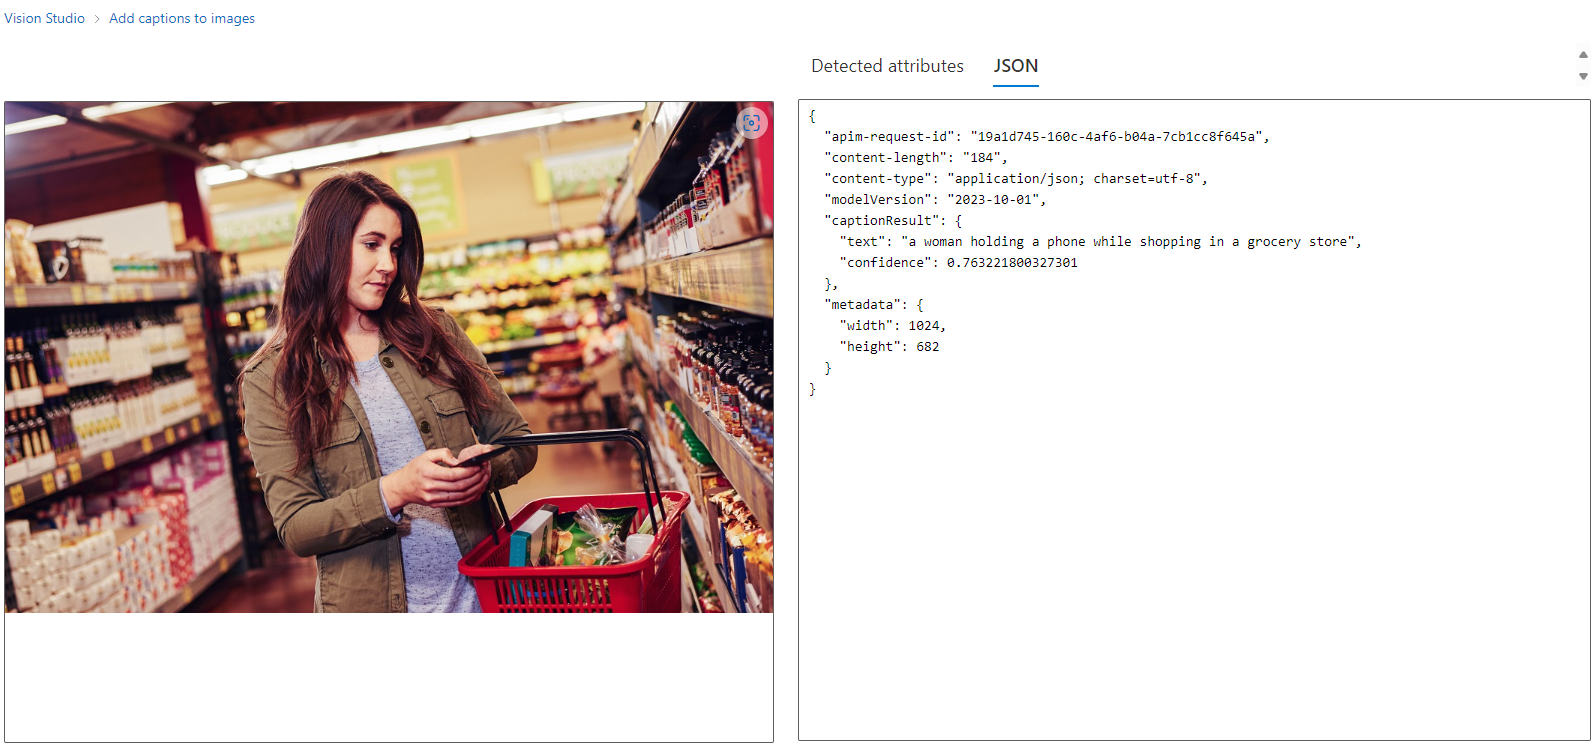 Vision Studio > Add captions to images
Detected attributes JSON
{
"apim-request-id": "19a1d745-160c-4af6-b04a-7cb1cc8f645a",
"content-length": "184",
"content-type": "application/json; charset=utf-8",
"modelVersion": "2023-10-01",
"captionResult": {
"text": "a woman holding a phone while shopping in a grocery store",
"confidence": 0.763221800327301
},
"metadata": {
"width": 1024,
"height": 682
}
}